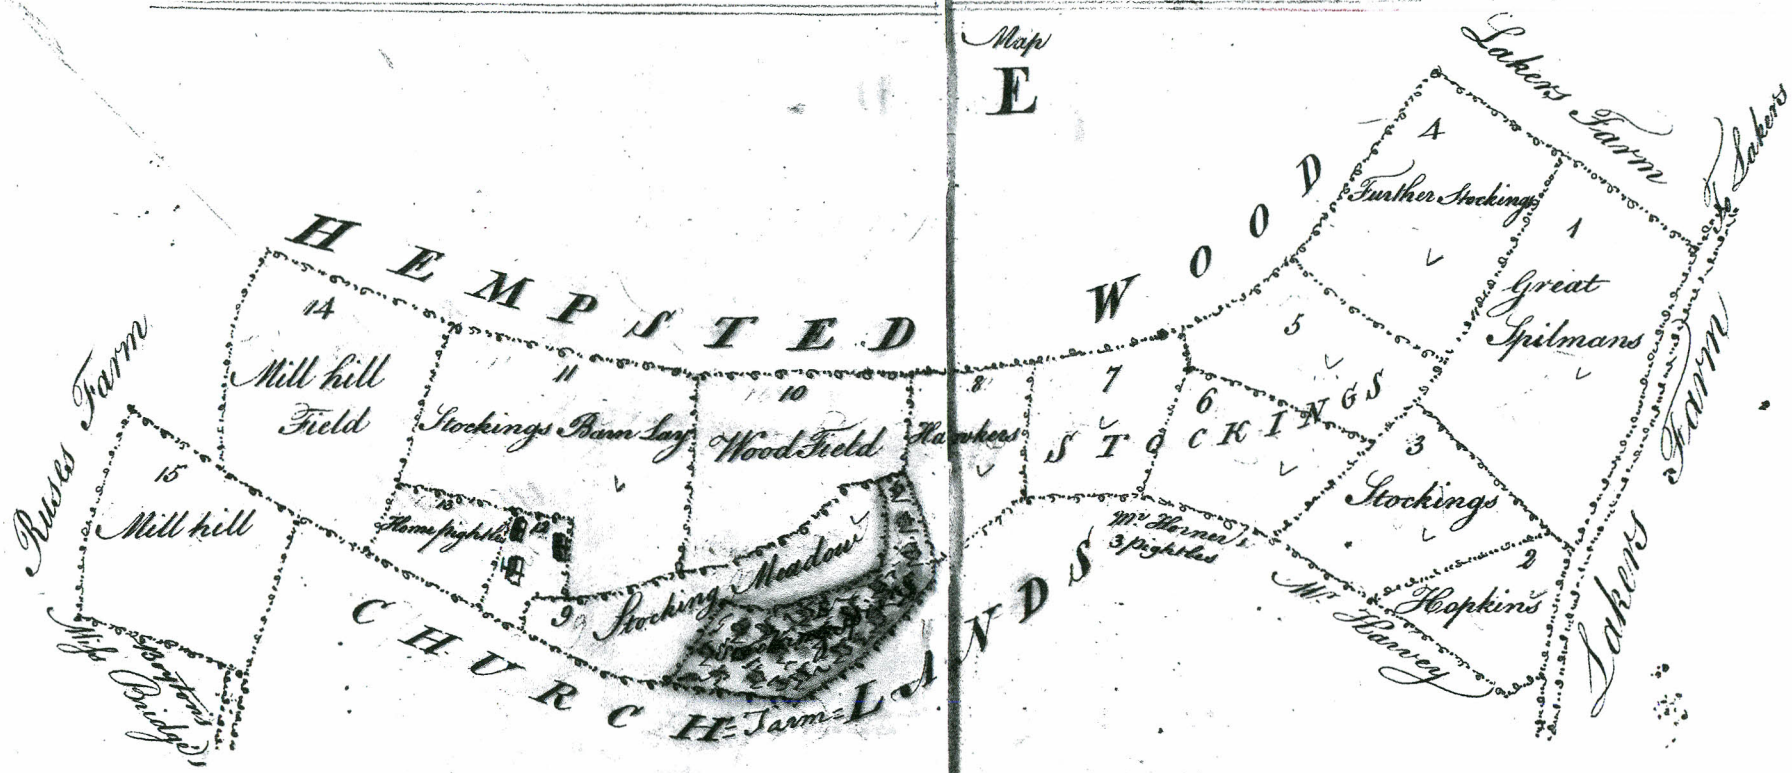 Map
E
Lakers Farm
To Lakers
HEMPSTED WOOD
4
Further Stockings
1
Great
Spilmans
14
Mill hill
Field
11
Stockings Barn Lay
10
Wood Field
8
Hawkers
7
5
6
STOCKINGS
3
Stockings
2
Hopkins
Ruses Farm
15
Mill hill
13
Home pightle
12
9
Stocking Meadow
Mr Horner's
3 pightles
Mr Harvey
Lakers Farm
CHURCH = Farm = LANDS
Boytons
Bridge